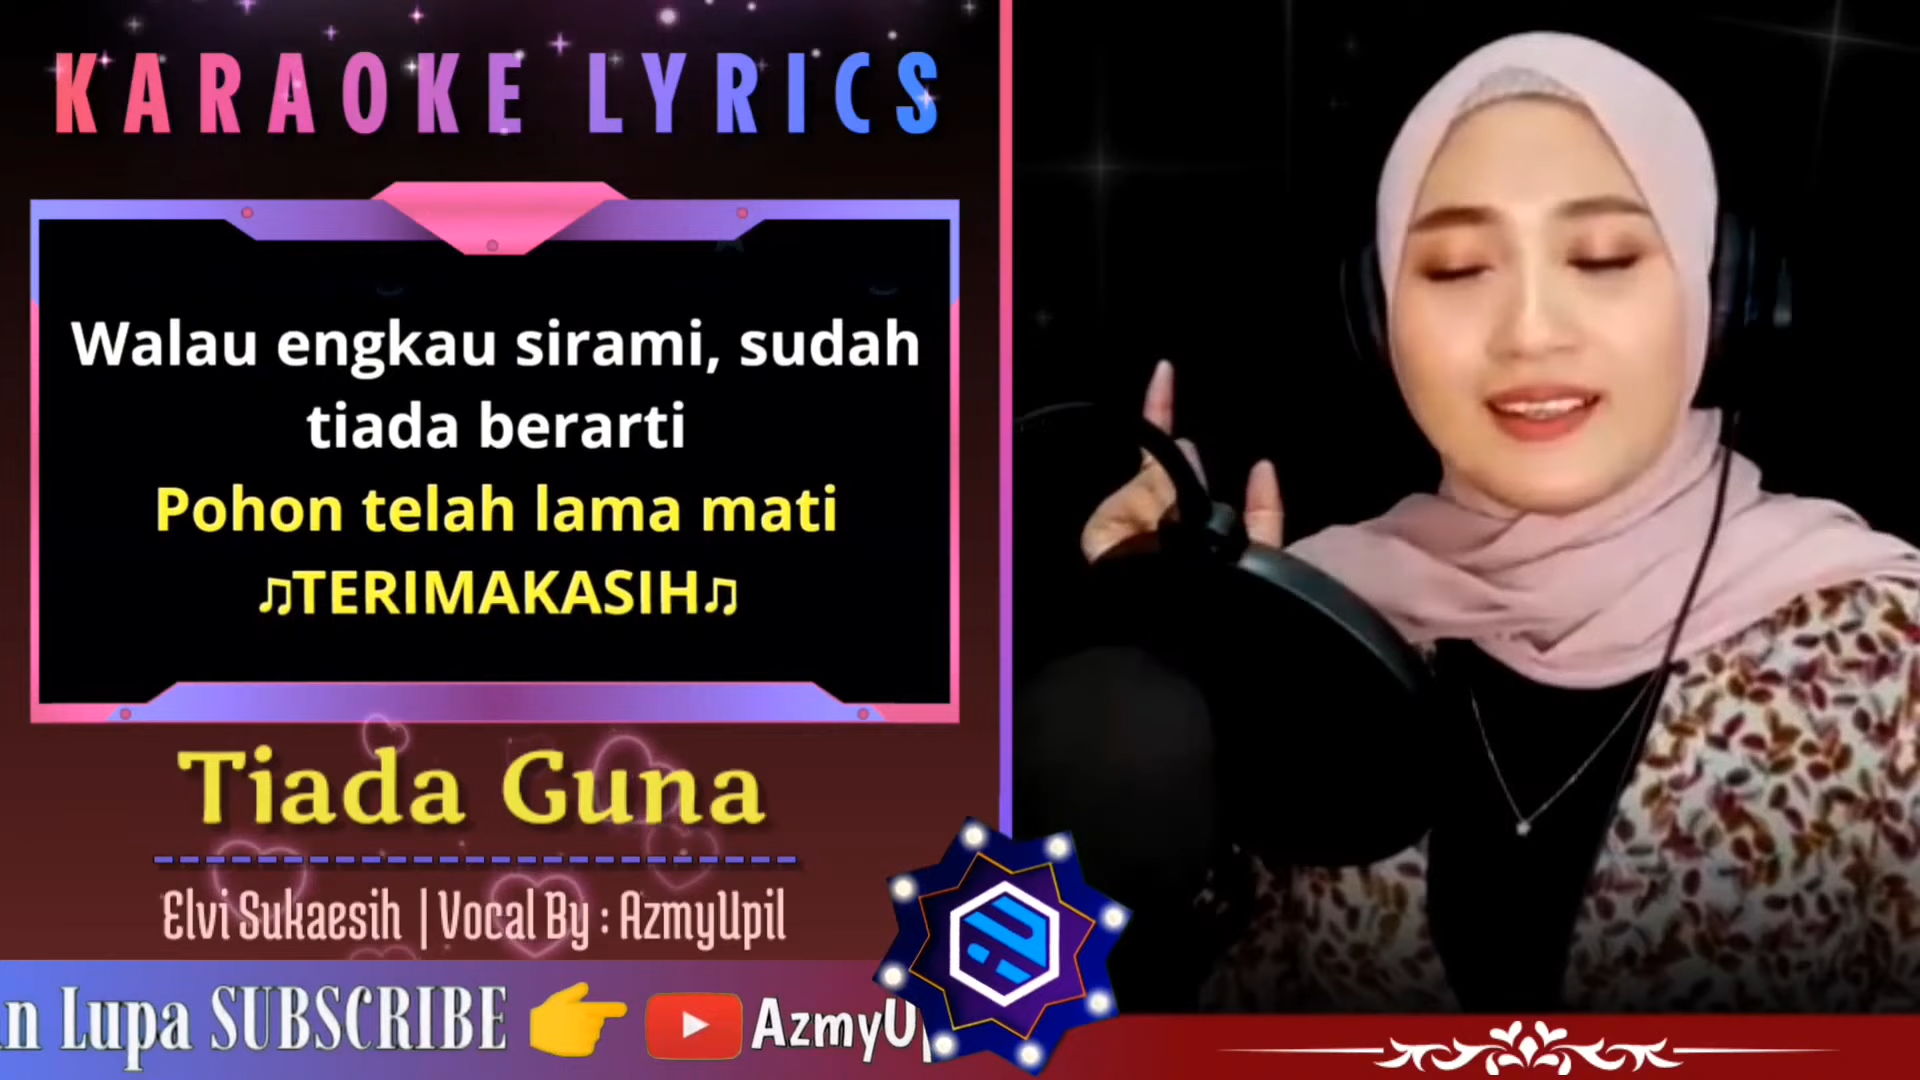 KARAOKE LYRICS
Walau engkau sirami, sudah
tiada berarti
Pohon telah lama mati
♫TERIMAKASIH♫
Tiada Guna
Elvi Sukaesih | Vocal By : AzmyUpil
n Lupa SUBSCRIBE 👉 AzmyUp